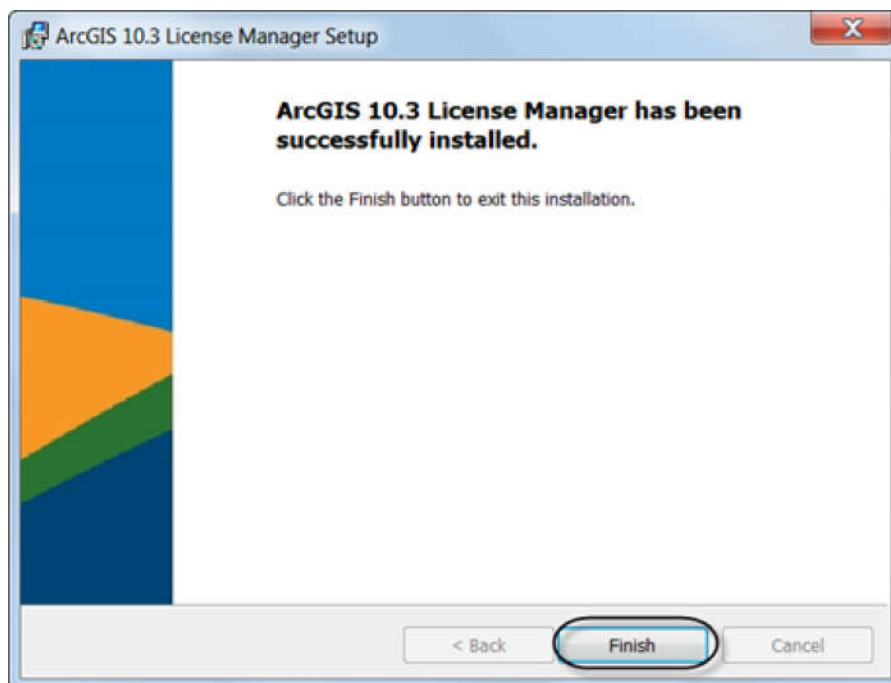 ArcGIS 10.3 License Manager Setup
ArcGIS 10.3 License Manager has been
successfully installed.
Click the Finish button to exit this installation.
< Back
Finish
Cancel